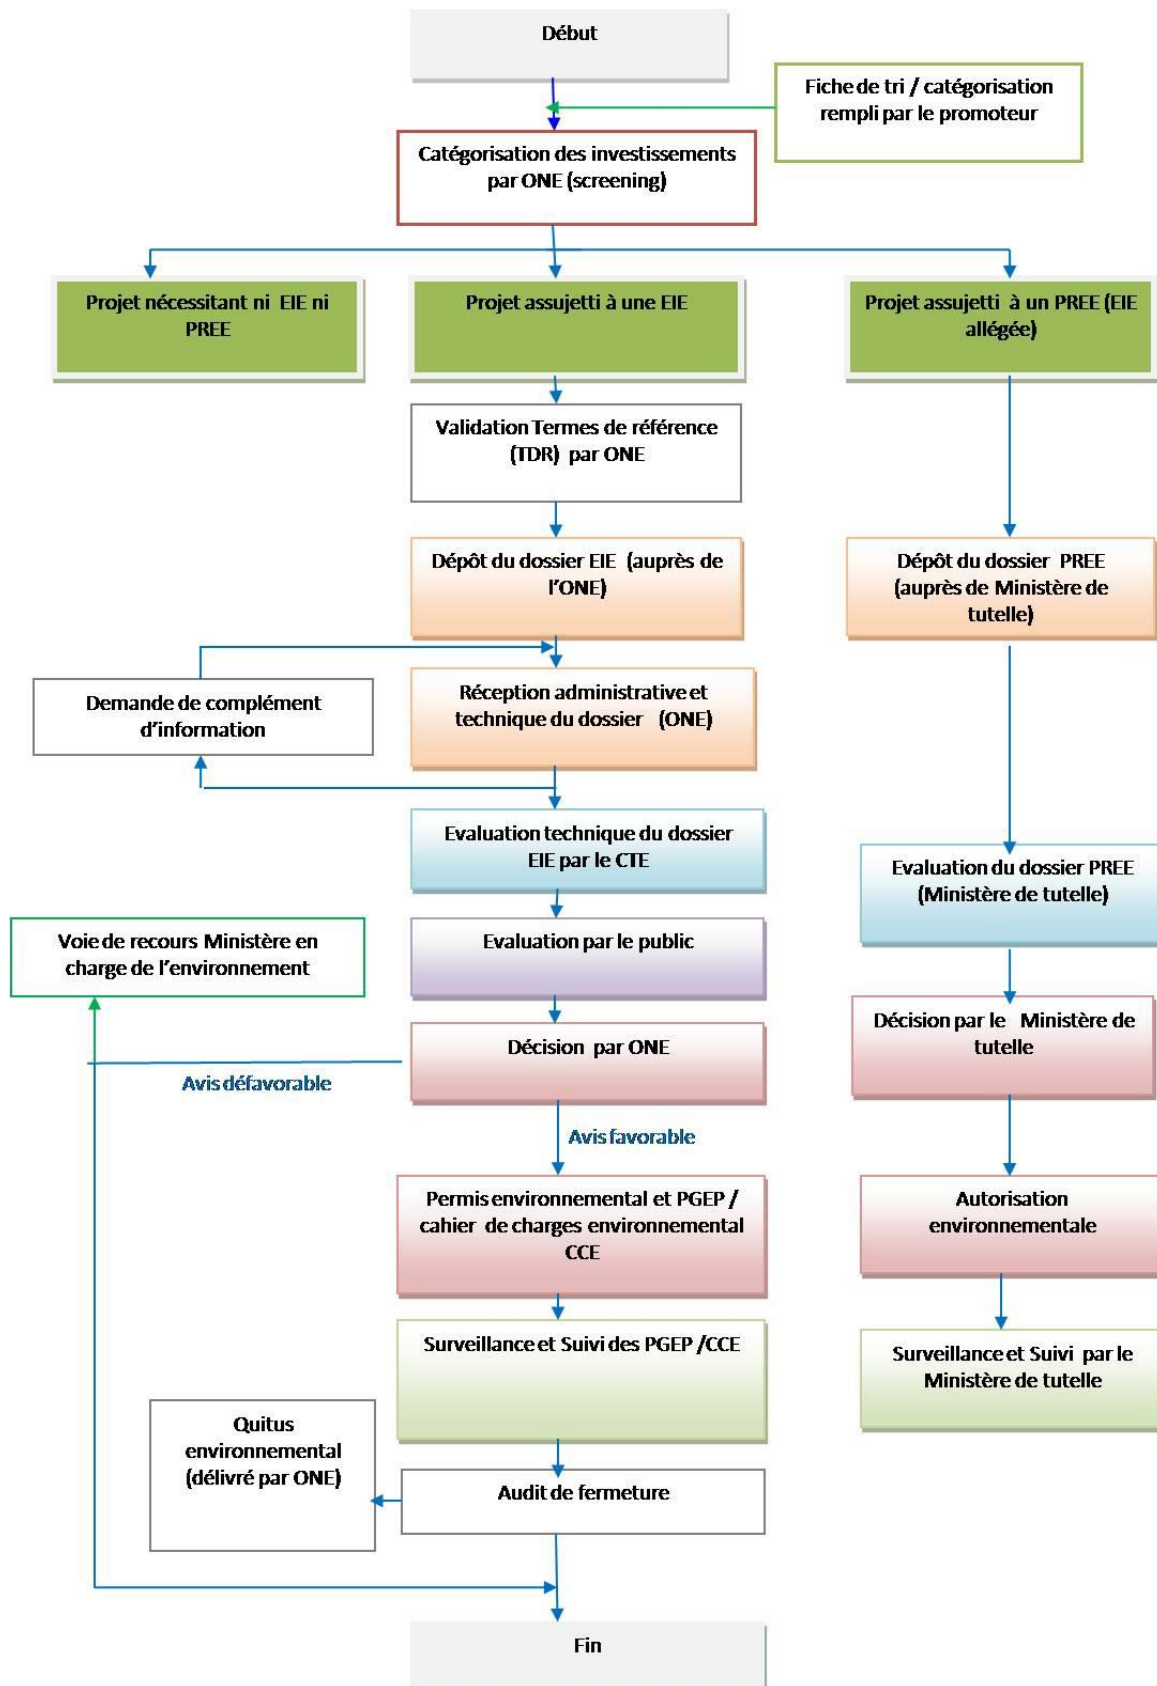 Début
Fiche de tri / catégorisation
rempli par le promoteur
Catégorisation des investissements
par ONE (screening)
Projet nécessitant ni EIE ni
PREE
Projet assujetti à une EIE
Projet assujetti à un PREE (EIE
allégée)
Validation Termes de référence
(TDR) par ONE
Dépôt du dossier EIE (auprès de
l'ONE)
Dépôt du dossier PREE
(auprès de Ministère de
tutelle)
Demande de complément
d'information
Réception administrative et
technique du dossier (ONE)
Evaluation technique du dossier
EIE par le CTE
Evaluation du dossier PREE
(Ministère de tutelle)
Voie de recours Ministère en
charge de l'environnement
Evaluation par le public
Décision par ONE
Décision par le Ministère de
tutelle
Avis défavorable
Avis favorable
Permis environnemental et PGEP /
cahier de charges environnemental
CCE
Autorisation
environnementale
Surveillance et Suivi des PGEP /CCE
Surveillance et Suivi par le
Ministère de tutelle
Quitus
environnemental
(délivré par ONE)
Audit de fermeture
Fin